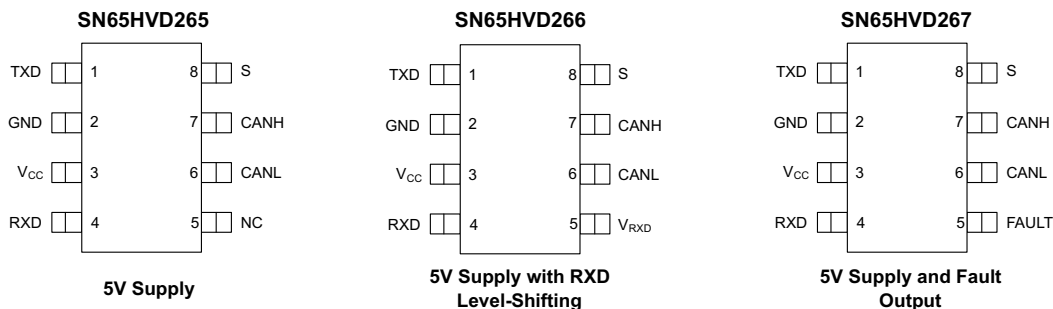 SN65HVD265
TXD 1 8 S
GND 2 7 CANH
VCC 3 6 CANL
RXD 4 5 NC
5V Supply
SN65HVD266
TXD 1 8 S
GND 2 7 CANH
VCC 3 6 CANL
RXD 4 5 VRXD
5V Supply with RXD
Level-Shifting
SN65HVD267
TXD 1 8 S
GND 2 7 CANH
VCC 3 6 CANL
RXD 4 5 FAULT
5V Supply and Fault
Output